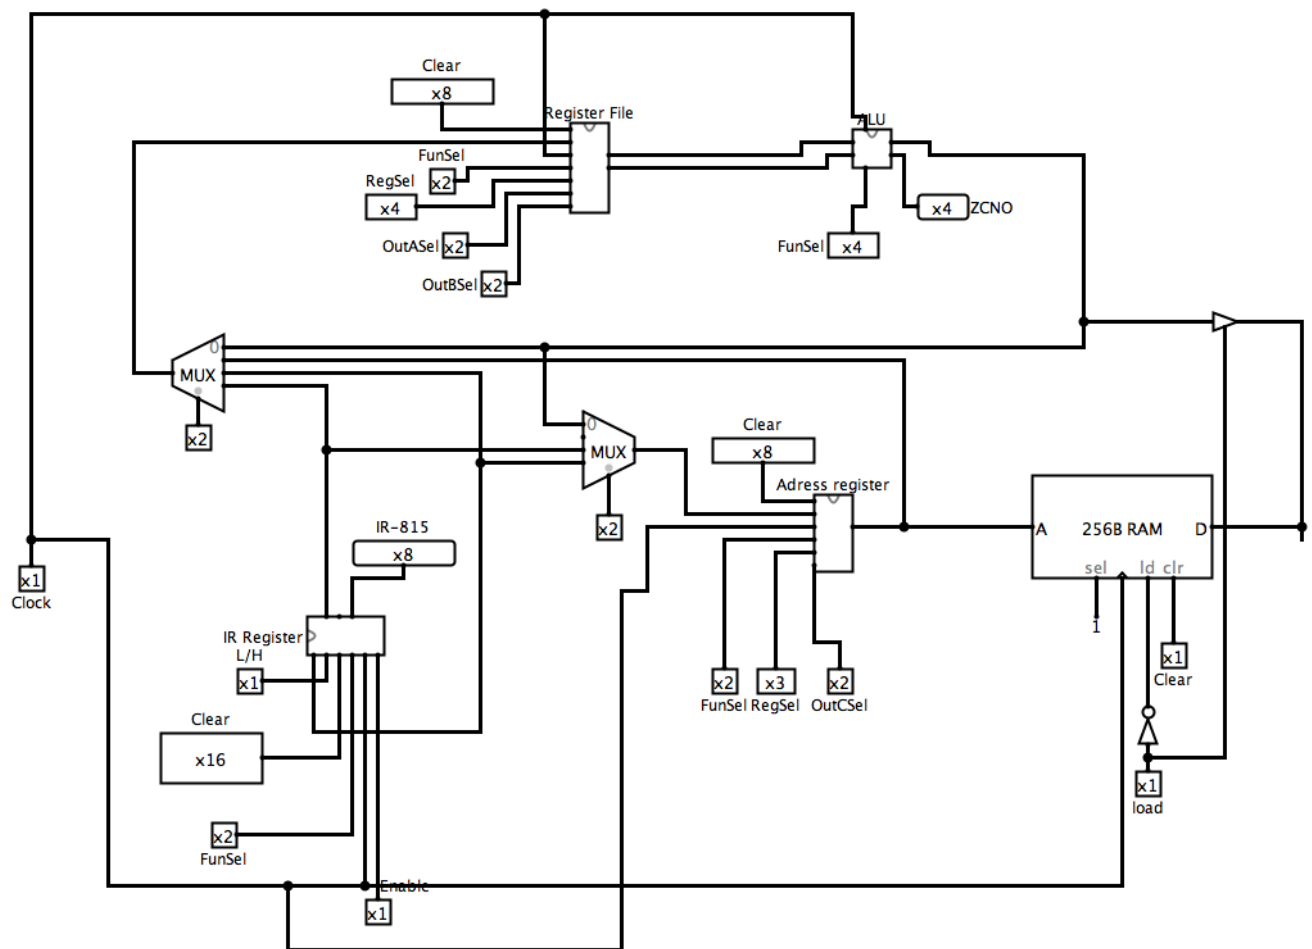 Clear
x8
Register File
ALU
FunSel
x2
RegSel
x4
x4 ZCNO
OutASel x2
FunSel x4
OutBSel x2
0
MUX
x2
0
MUX
x2
Clear
x8
Adress register
A 256B RAM D
sel ld clr
1
x1
Clear
IR-815
x8
x1
Clock
IR Register
L/H
x1
x2
FunSel
x3
RegSel
x2
OutCSel
Clear
x16
x1
load
x2
FunSel
Enable
x1